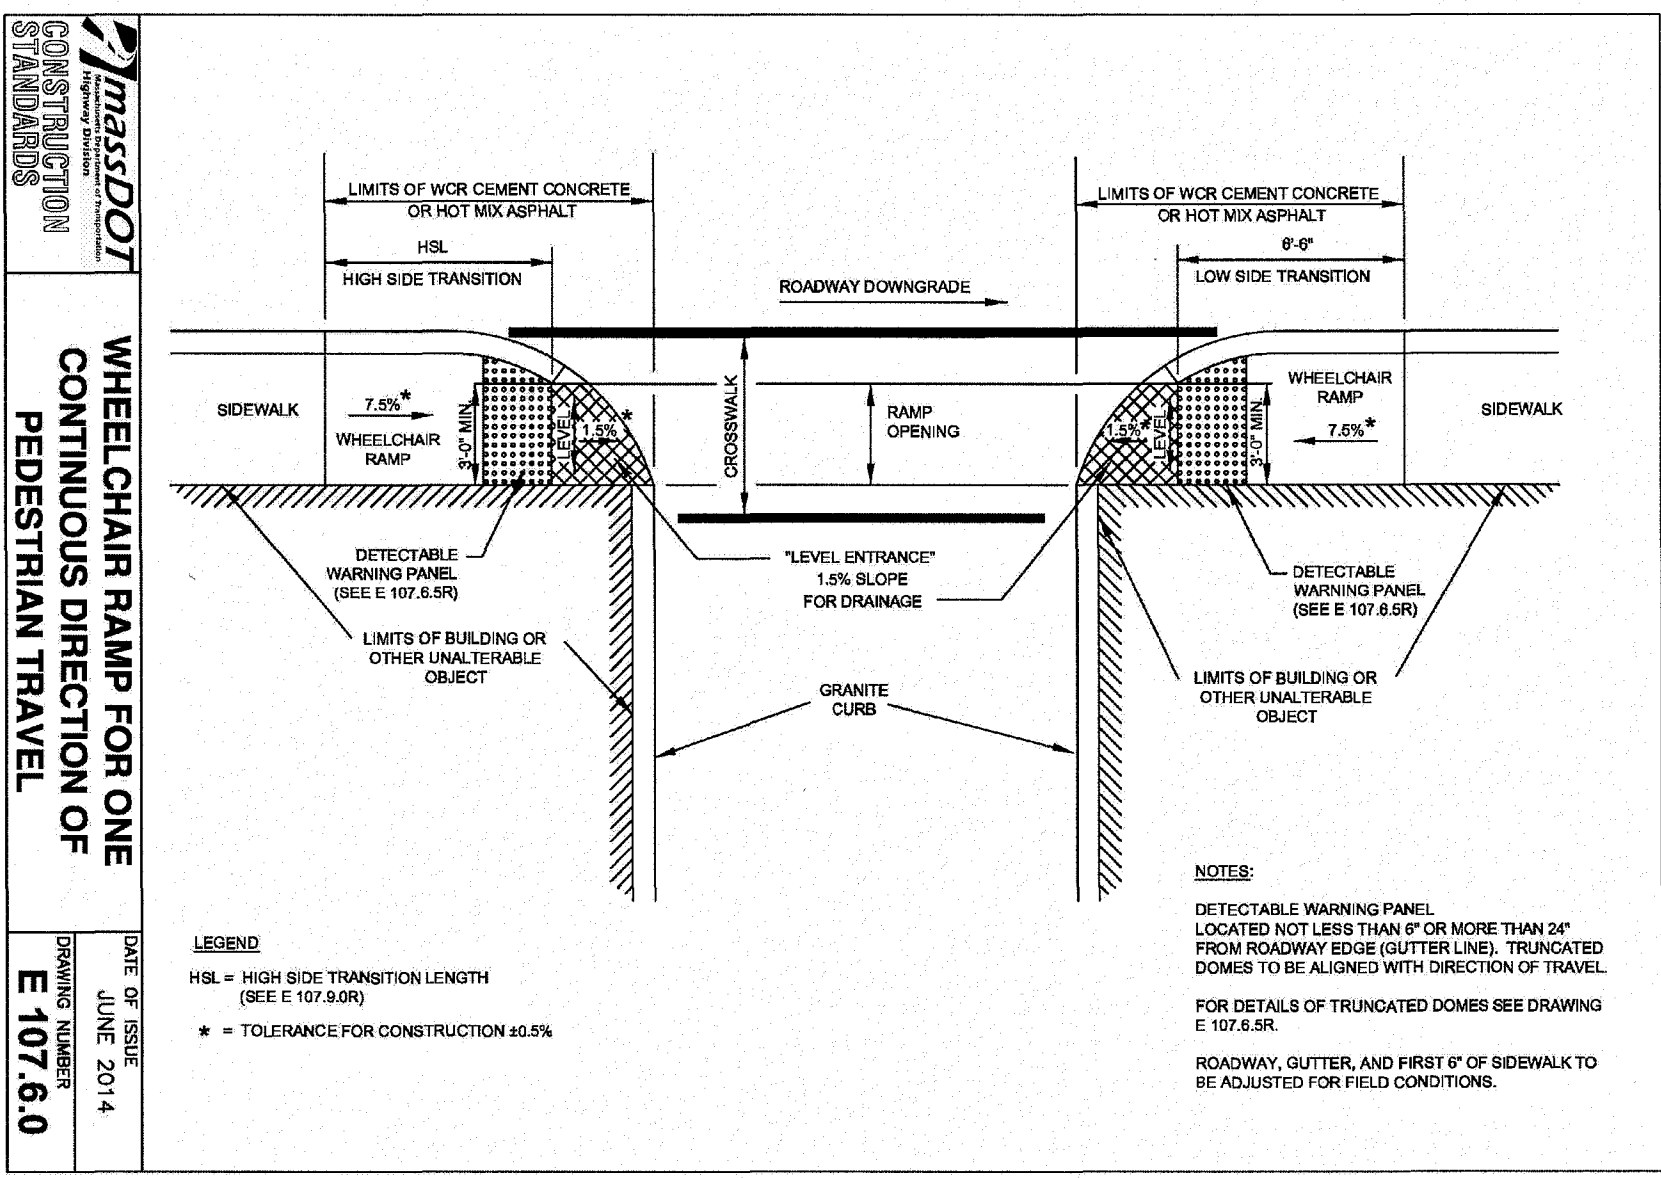 massDOT
Massachusetts Department of Transportation
Highway Division
CONSTRUCTION
STANDARDS
WHEELCHAIR RAMP FOR ONE
CONTINUOUS DIRECTION OF
PEDESTRIAN TRAVEL
DATE OF ISSUE
JUNE 2014
DRAWING NUMBER
E 107.6.0
LIMITS OF WCR CEMENT CONCRETE
OR HOT MIX ASPHALT
HSL
HIGH SIDE TRANSITION
LIMITS OF WCR CEMENT CONCRETE
OR HOT MIX ASPHALT
6'-6"
LOW SIDE TRANSITION
ROADWAY DOWNGRADE
SIDEWALK
7.5%*
WHEELCHAIR
RAMP
3'-0" MIN.
LEVEL
1.5%
*
CROSSWALK
RAMP
OPENING
1.5%*
LEVEL
3'-0" MIN.
WHEELCHAIR
RAMP
7.5%*
SIDEWALK
DETECTABLE
WARNING PANEL
(SEE E 107.6.5R)
"LEVEL ENTRANCE"
1.5% SLOPE
FOR DRAINAGE
DETECTABLE
WARNING PANEL
(SEE E 107.6.5R)
LIMITS OF BUILDING OR
OTHER UNALTERABLE
OBJECT
GRANITE
CURB
LIMITS OF BUILDING OR
OTHER UNALTERABLE
OBJECT
LEGEND
HSL = HIGH SIDE TRANSITION LENGTH
(SEE E 107.9.0R)
* = TOLERANCE FOR CONSTRUCTION ±0.5%
NOTES:
DETECTABLE WARNING PANEL
LOCATED NOT LESS THAN 6" OR MORE THAN 24"
FROM ROADWAY EDGE (GUTTER LINE). TRUNCATED
DOMES TO BE ALIGNED WITH DIRECTION OF TRAVEL.
FOR DETAILS OF TRUNCATED DOMES SEE DRAWING
E 107.6.5R.
ROADWAY, GUTTER, AND FIRST 6" OF SIDEWALK TO
BE ADJUSTED FOR FIELD CONDITIONS.